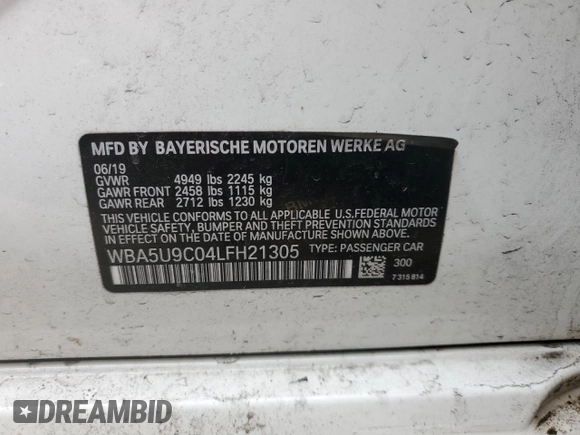 MFD BY BAYERISCHE MOTOREN WERKE AG
06/19
GVWR 4949 lbs 2245 kg
GAWR FRONT 2458 lbs 1115 kg
GAWR REAR 2712 lbs 1230 kg
THIS VEHICLE CONFORMS TO ALL APPLICABLE U.S.FEDERAL MOTOR
VEHICLE SAFETY, BUMPER AND THEFT PREVENTION STANDARDS IN
EFFECT ON THE DATE OF MANUFACTURE SHOWN ABOVE.
WBA5U9C04LFH21305 TYPE: PASSENGER CAR
300
7315814
DREAMBID